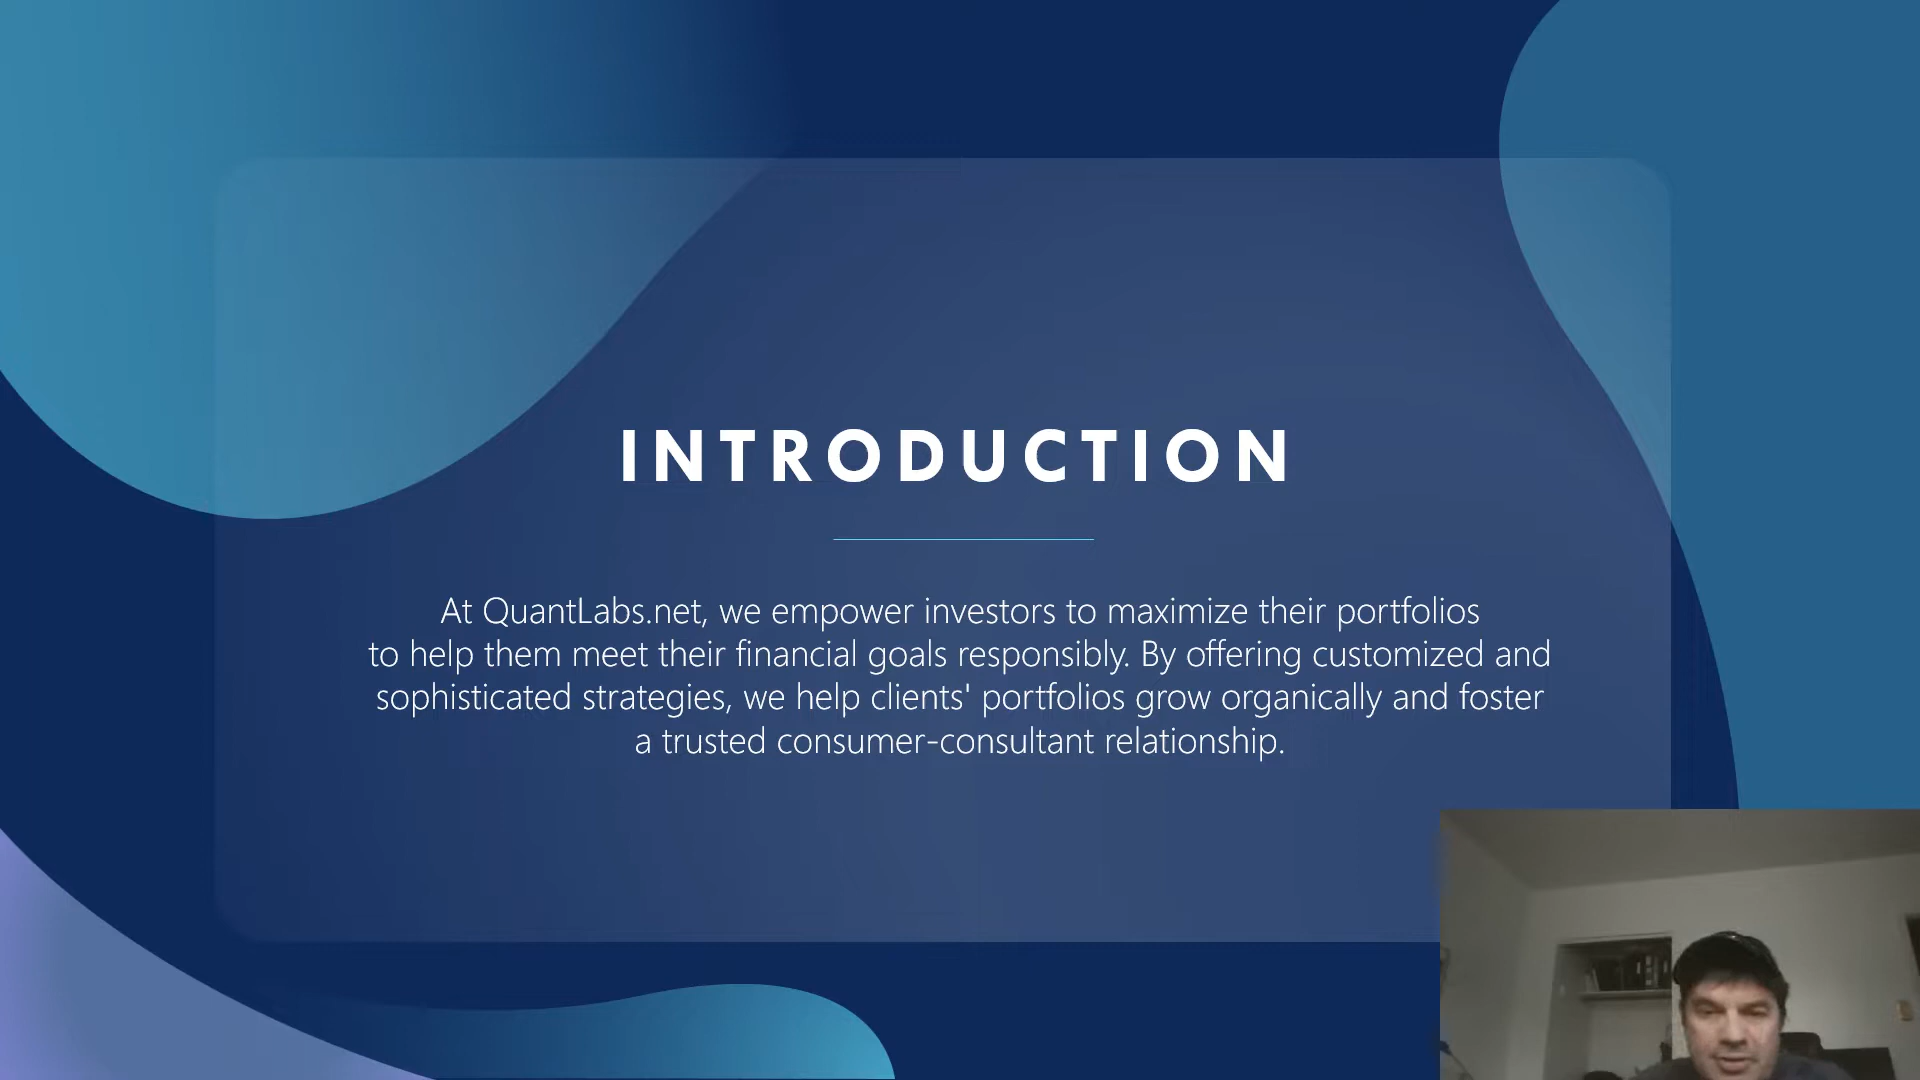 INTRODUCTION
At QuantLabs.net, we empower investors to maximize their portfolios
to help them meet their financial goals responsibly. By offering customized and
sophisticated strategies, we help clients' portfolios grow organically and foster
a trusted consumer-consultant relationship.